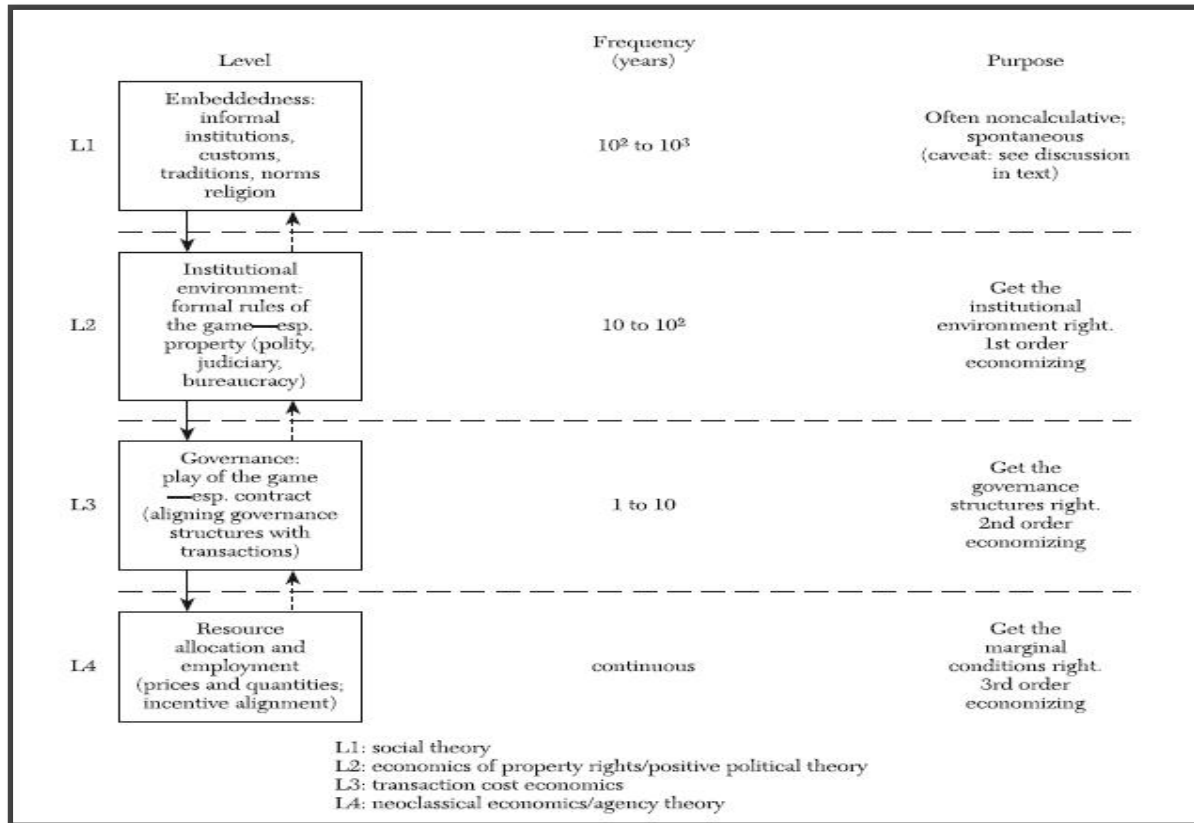 Level
Frequency
(years)
Purpose
L1
Embeddedness:
informal
institutions,
customs,
traditions, norms
religion
10² to 10³
Often noncalculative;
spontaneous
(caveat: see discussion
in text)
L2
Institutional
environment:
formal rules of
the game—esp.
property (polity,
judiciary,
bureaucracy)
10 to 10²
Get the
institutional
environment right.
1st order
economizing
L3
Governance:
play of the game
—esp. contract
(aligning governance
structures with
transactions)
1 to 10
Get the
governance
structures right.
2nd order
economizing
L4
Resource
allocation and
employment
(prices and quantities;
incentive alignment)
continuous
Get the
marginal
conditions right.
3rd order
economizing
L1: social theory
L2: economics of property rights/positive political theory
L3: transaction cost economics
L4: neoclassical economics/agency theory